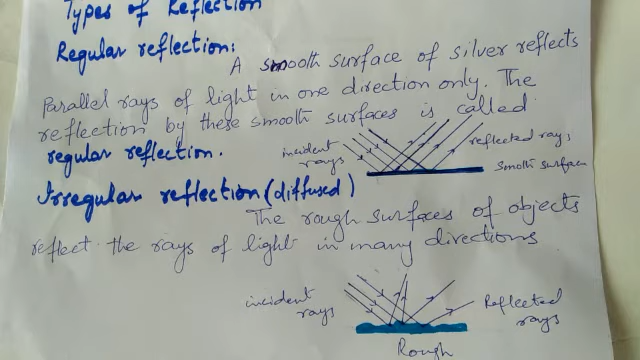 Types of Reflection
Regular reflection:
A smooth surface of silver reflects
Parallel rays of light in one direction only. The
reflection by these smooth surfaces is called
regular reflection.
incident
rays
reflected rays
smoth surface
Irregular reflection (diffused)
The rough surfaces of objects
reflect the rays of light in many directions
incident
rays
Reflected
rays
Rough